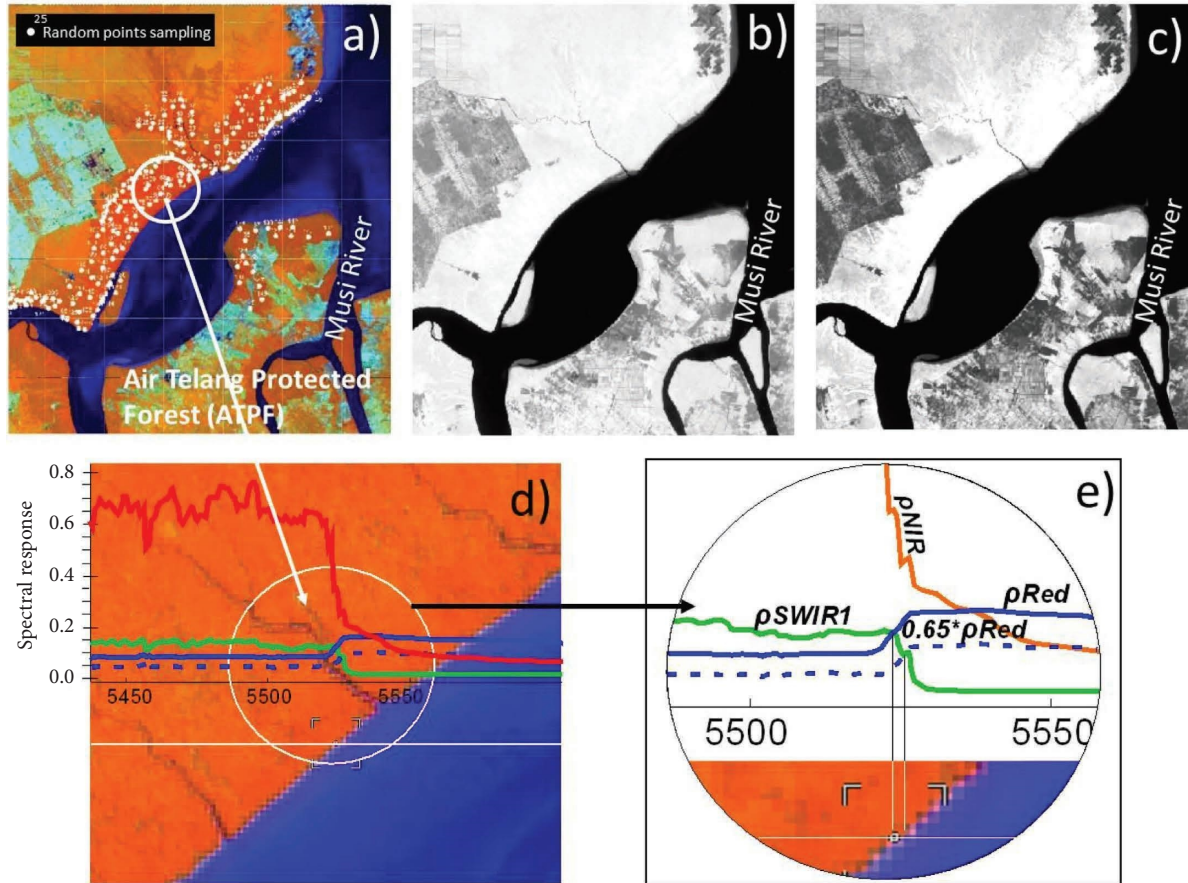 25
Random points sampling
a)
Musi River
Air Telang Protected
Forest (ATPF)
b)
Musi River
c)
Musi River
Spectral response
0.8
0.6
0.4
0.2
0.0
5450
5500
5550
d)
e)
ρNIR
ρRed
ρSWIR1
0.65*ρRed
5500
5550